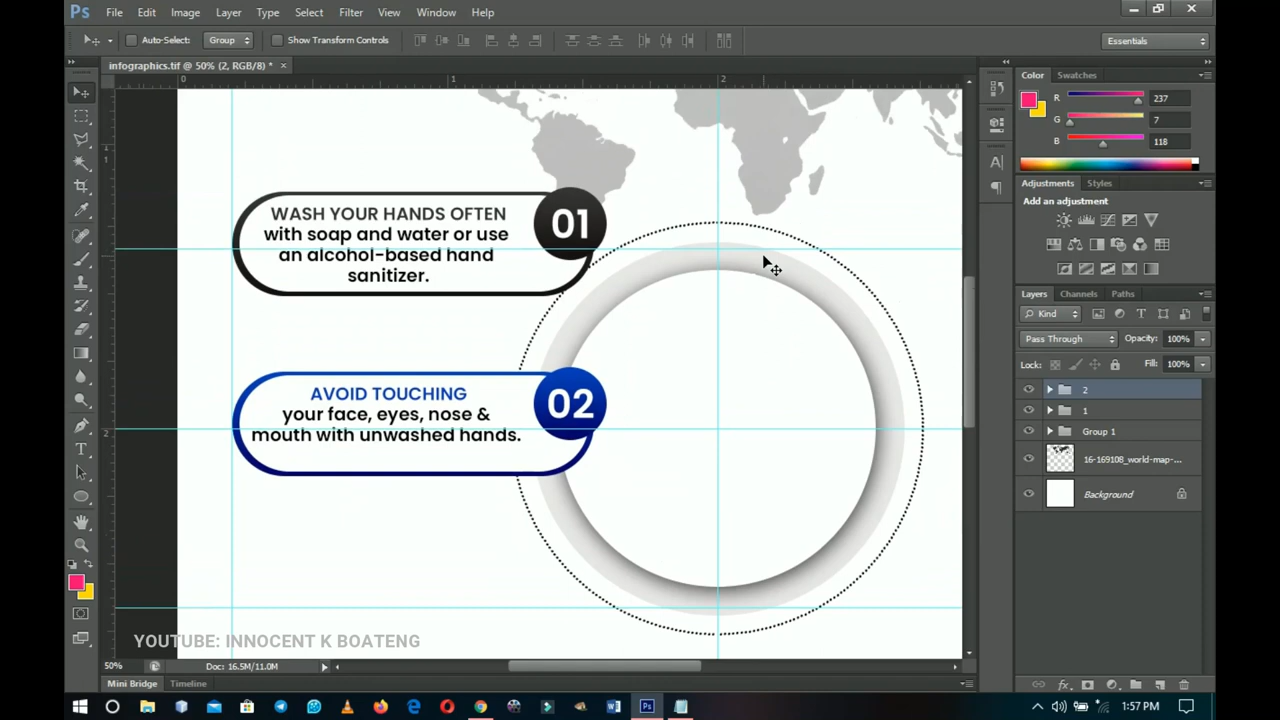 Ps File Edit Image Layer Type Select Filter View Window Help
Auto-Select: Group Show Transform Controls Essentials
infographics.tif @ 50% (2, RGB/8) * ×
0 1 2
1
2
WASH YOUR HANDS OFTEN
with soap and water or use
an alcohol-based hand
sanitizer.
01
AVOID TOUCHING
your face, eyes, nose &
mouth with unwashed hands.
02
YOUTUBE: INNOCENT K BOATENG
50% Doc: 16.5M/11.0M
Mini Bridge Timeline
Color Swatches
R 237
G 7
B 118
Adjustments Styles
Add an adjustment
Layers Channels Paths
Kind
Pass Through Opacity: 100%
Lock: Fill: 100%
2
1
Group 1
16-169108_world-map-...
Background
1:57 PM